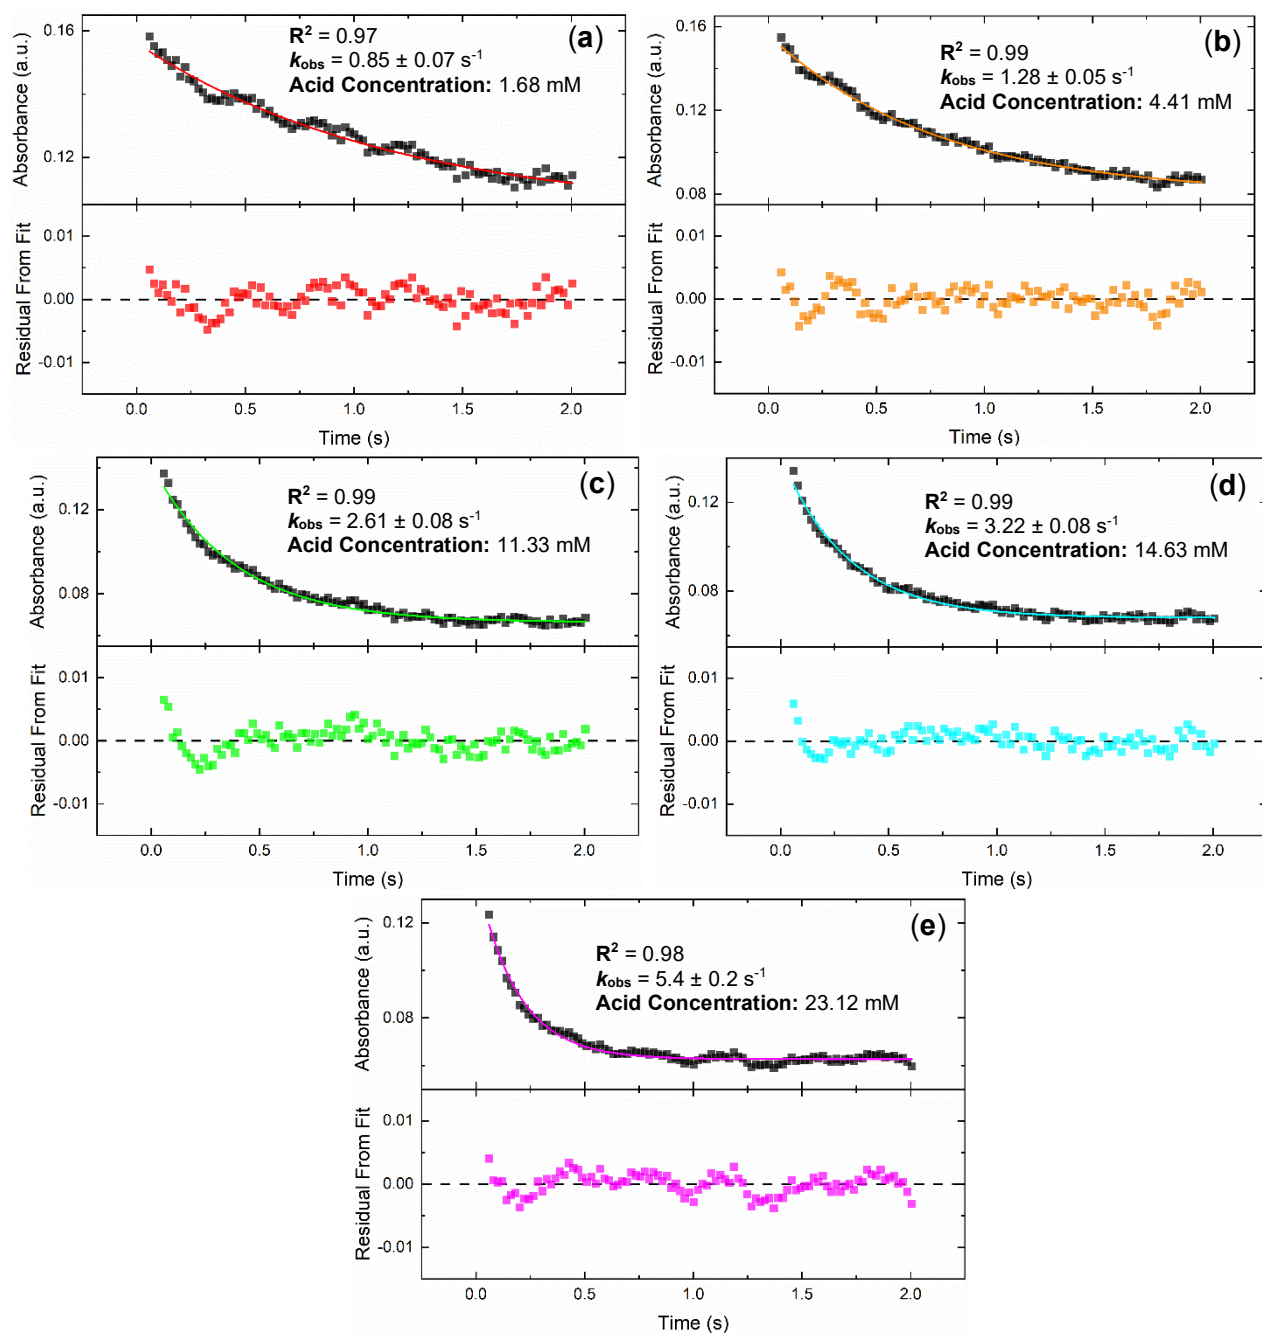 (a)
R² = 0.97
kobs = 0.85 ± 0.07 s⁻¹
Acid Concentration: 1.68 mM
Absorbance (a.u.)
0.16
0.12
Residual From Fit
0.01
0.00
-0.01
0.0 0.5 1.0 1.5 2.0
Time (s)
(b)
R² = 0.99
kobs = 1.28 ± 0.05 s⁻¹
Acid Concentration: 4.41 mM
Absorbance (a.u.)
0.16
0.12
0.08
Residual From Fit
0.01
0.00
-0.01
0.0 0.5 1.0 1.5 2.0
Time (s)
(c)
R² = 0.99
kobs = 2.61 ± 0.08 s⁻¹
Acid Concentration: 11.33 mM
Absorbance (a.u.)
0.12
0.08
Residual From Fit
0.01
0.00
-0.01
0.0 0.5 1.0 1.5 2.0
Time (s)
(d)
R² = 0.99
kobs = 3.22 ± 0.08 s⁻¹
Acid Concentration: 14.63 mM
Absorbance (a.u.)
0.12
0.08
Residual From Fit
0.01
0.00
-0.01
0.0 0.5 1.0 1.5 2.0
Time (s)
(e)
R² = 0.98
kobs = 5.4 ± 0.2 s⁻¹
Acid Concentration: 23.12 mM
Absorbance (a.u.)
0.12
0.08
Residual From Fit
0.01
0.00
-0.01
0.0 0.5 1.0 1.5 2.0
Time (s)